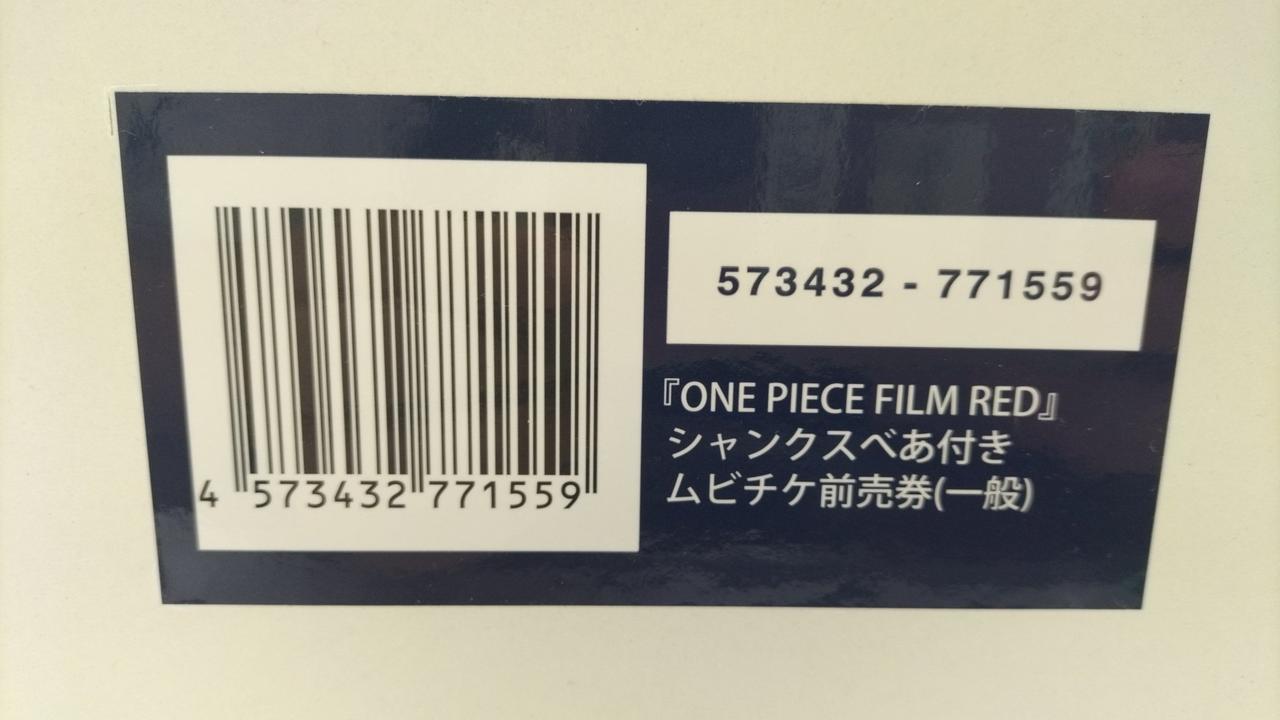 4 573432 771559
573432 - 771559
『ONE PIECE FILM RED』
シャンクスべあ付き
ムビチケ前売券(一般)